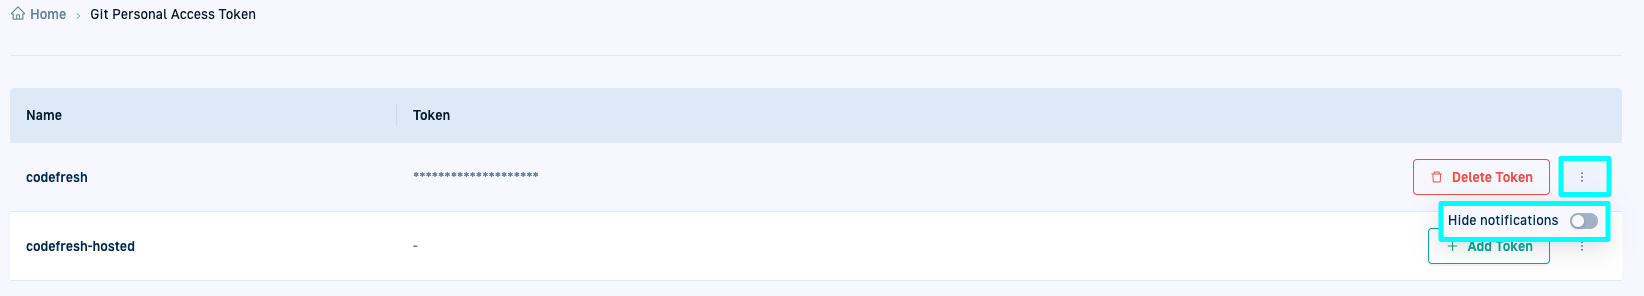 Home › Git Personal Access Token
Name Token
codefresh ******************** Delete Token
Hide notifications
codefresh-hosted - + Add Token